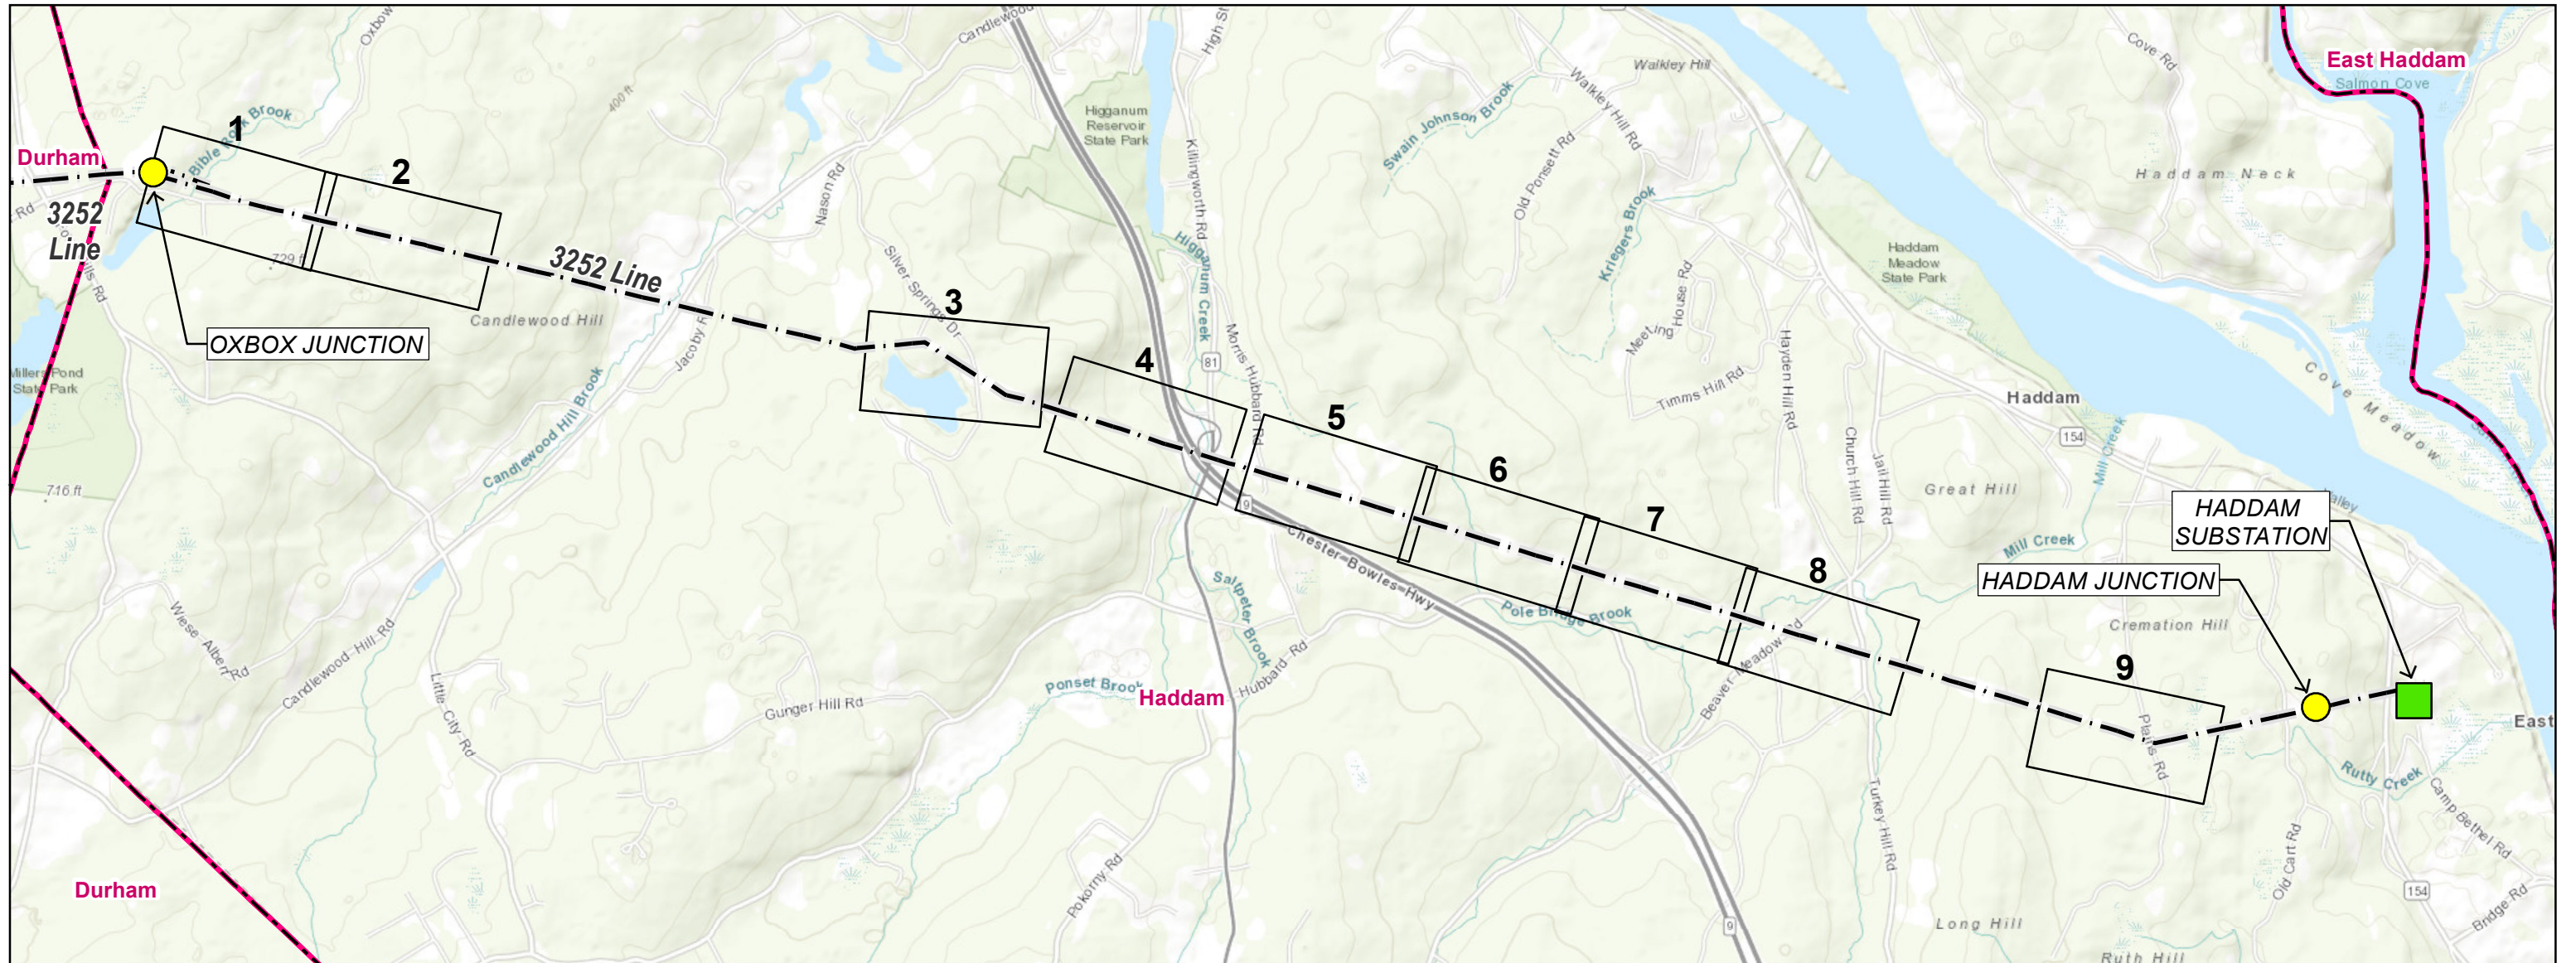 Oxbow
Candlewood
High St
Walkley Hill
Cove Rd
East Haddam
Salmon Cove
400 ft
Higganum
Reservoir
State Park
Swain Johnson Brook
Walkley Hill Rd
1
Bible Rock Brook
Durham
2
Killingworth Rd
Old Ponsett Rd
Haddam Neck
3252
Line
Rd
Nason Rd
Kriegers Brook
Haddam
Meadow
State Park
729 ft
3252 Line
Silver Springs Dr
Higganum Creek
Meeting House Rd
OXBOX JUNCTION
Candlewood Hill
Jacoby R
3
Morris Hubbard Rd
81
4
Hayden Hill Rd
Timms Hill Rd
Cove Meadow
Millers Pond
State Park
Haddam
5
154
Candlewood Hill Brook
6
Church Hill Rd
Jail Hill Rd
Mill Creek
716 ft
Great Hill
HADDAM
SUBSTATION
9
7
Chester-Bowles-Hwy
Mill Creek
8
HADDAM JUNCTION
Wiese Albert Rd
Candlewood-Hill-Rd
Saltpeter Brook
Pole Bridge Brook
Cremation Hill
Beaver Meadow Rd
Hubbard-Rd
Little City Rd
Ponset Brook
Haddam
9
Gunger Hill Rd
Plains Rd
East
Rutty Creek
Camp Bethel Rd
Turkey Hill Rd
Pokorny Rd
Old Cart Rd
Durham
154
Bridge Rd
9
Long Hill
Ruth Hill